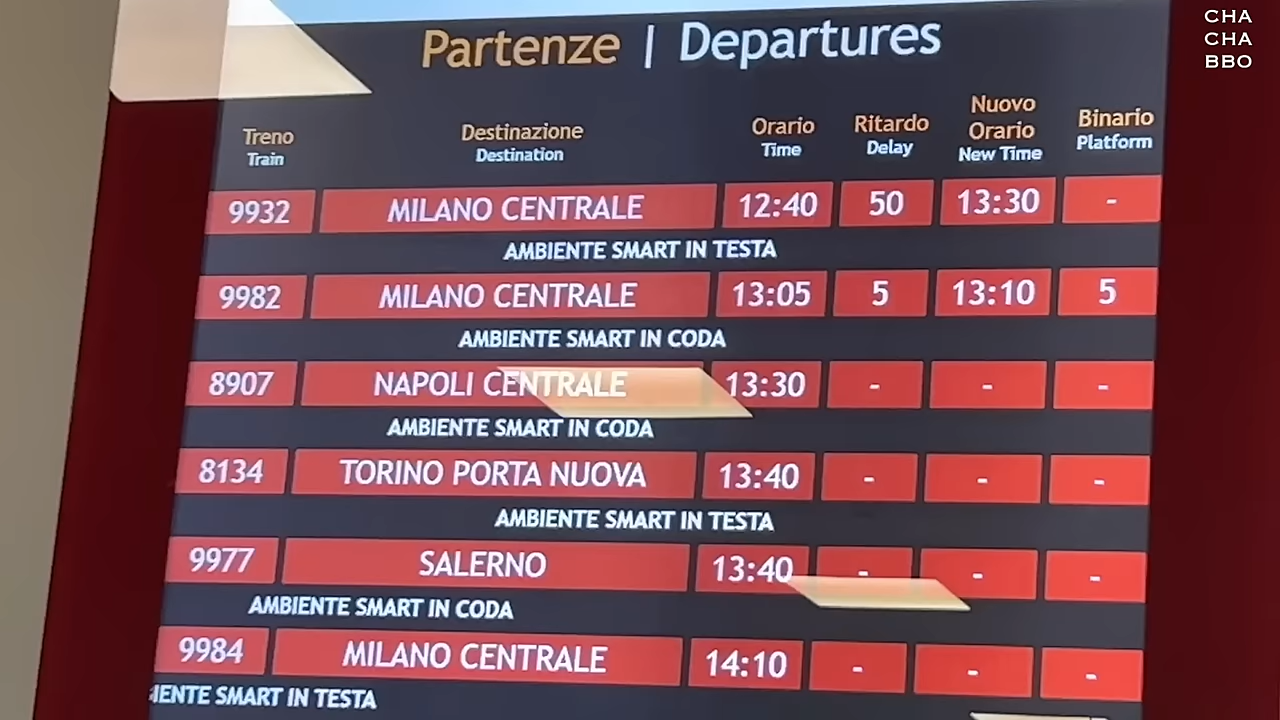 CHA
CHA
BBO
Partenze | Departures
Treno Destinazione Orario Ritardo Nuovo Orario Binario
Train Destination Time Delay New Time Platform
9932 MILANO CENTRALE 12:40 50 13:30 -
AMBIENTE SMART IN TESTA
9982 MILANO CENTRALE 13:05 5 13:10 5
AMBIENTE SMART IN CODA
8907 NAPOLI CENTRALE 13:30 - - -
AMBIENTE SMART IN CODA
8134 TORINO PORTA NUOVA 13:40 - - -
AMBIENTE SMART IN TESTA
9977 SALERNO 13:40 - - -
AMBIENTE SMART IN CODA
9984 MILANO CENTRALE 14:10 - - -
IENTE SMART IN TESTA